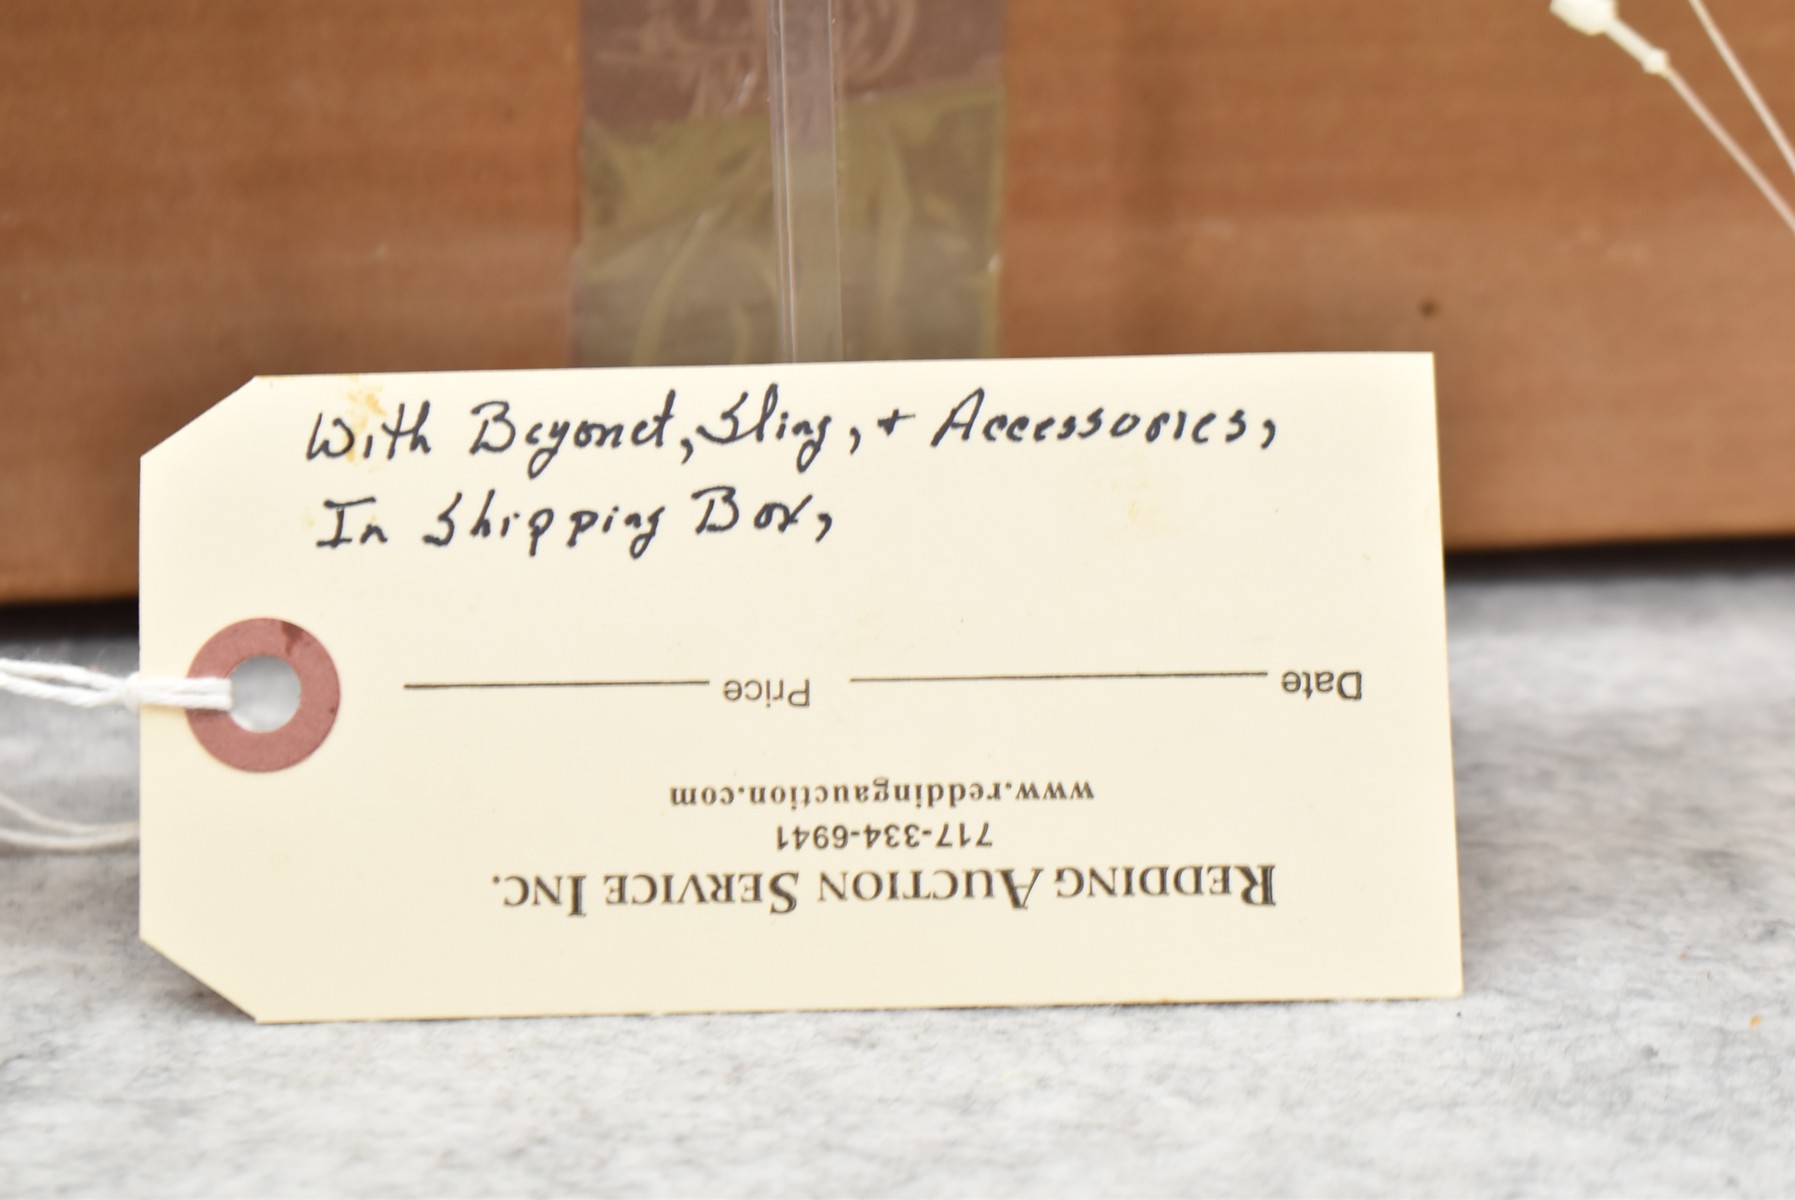 With Bayonet, Sling, + Accessories,
In Shipping Box,
Date Price
www.reddingauction.com
717-334-6941
REDDING AUCTION SERVICE INC.